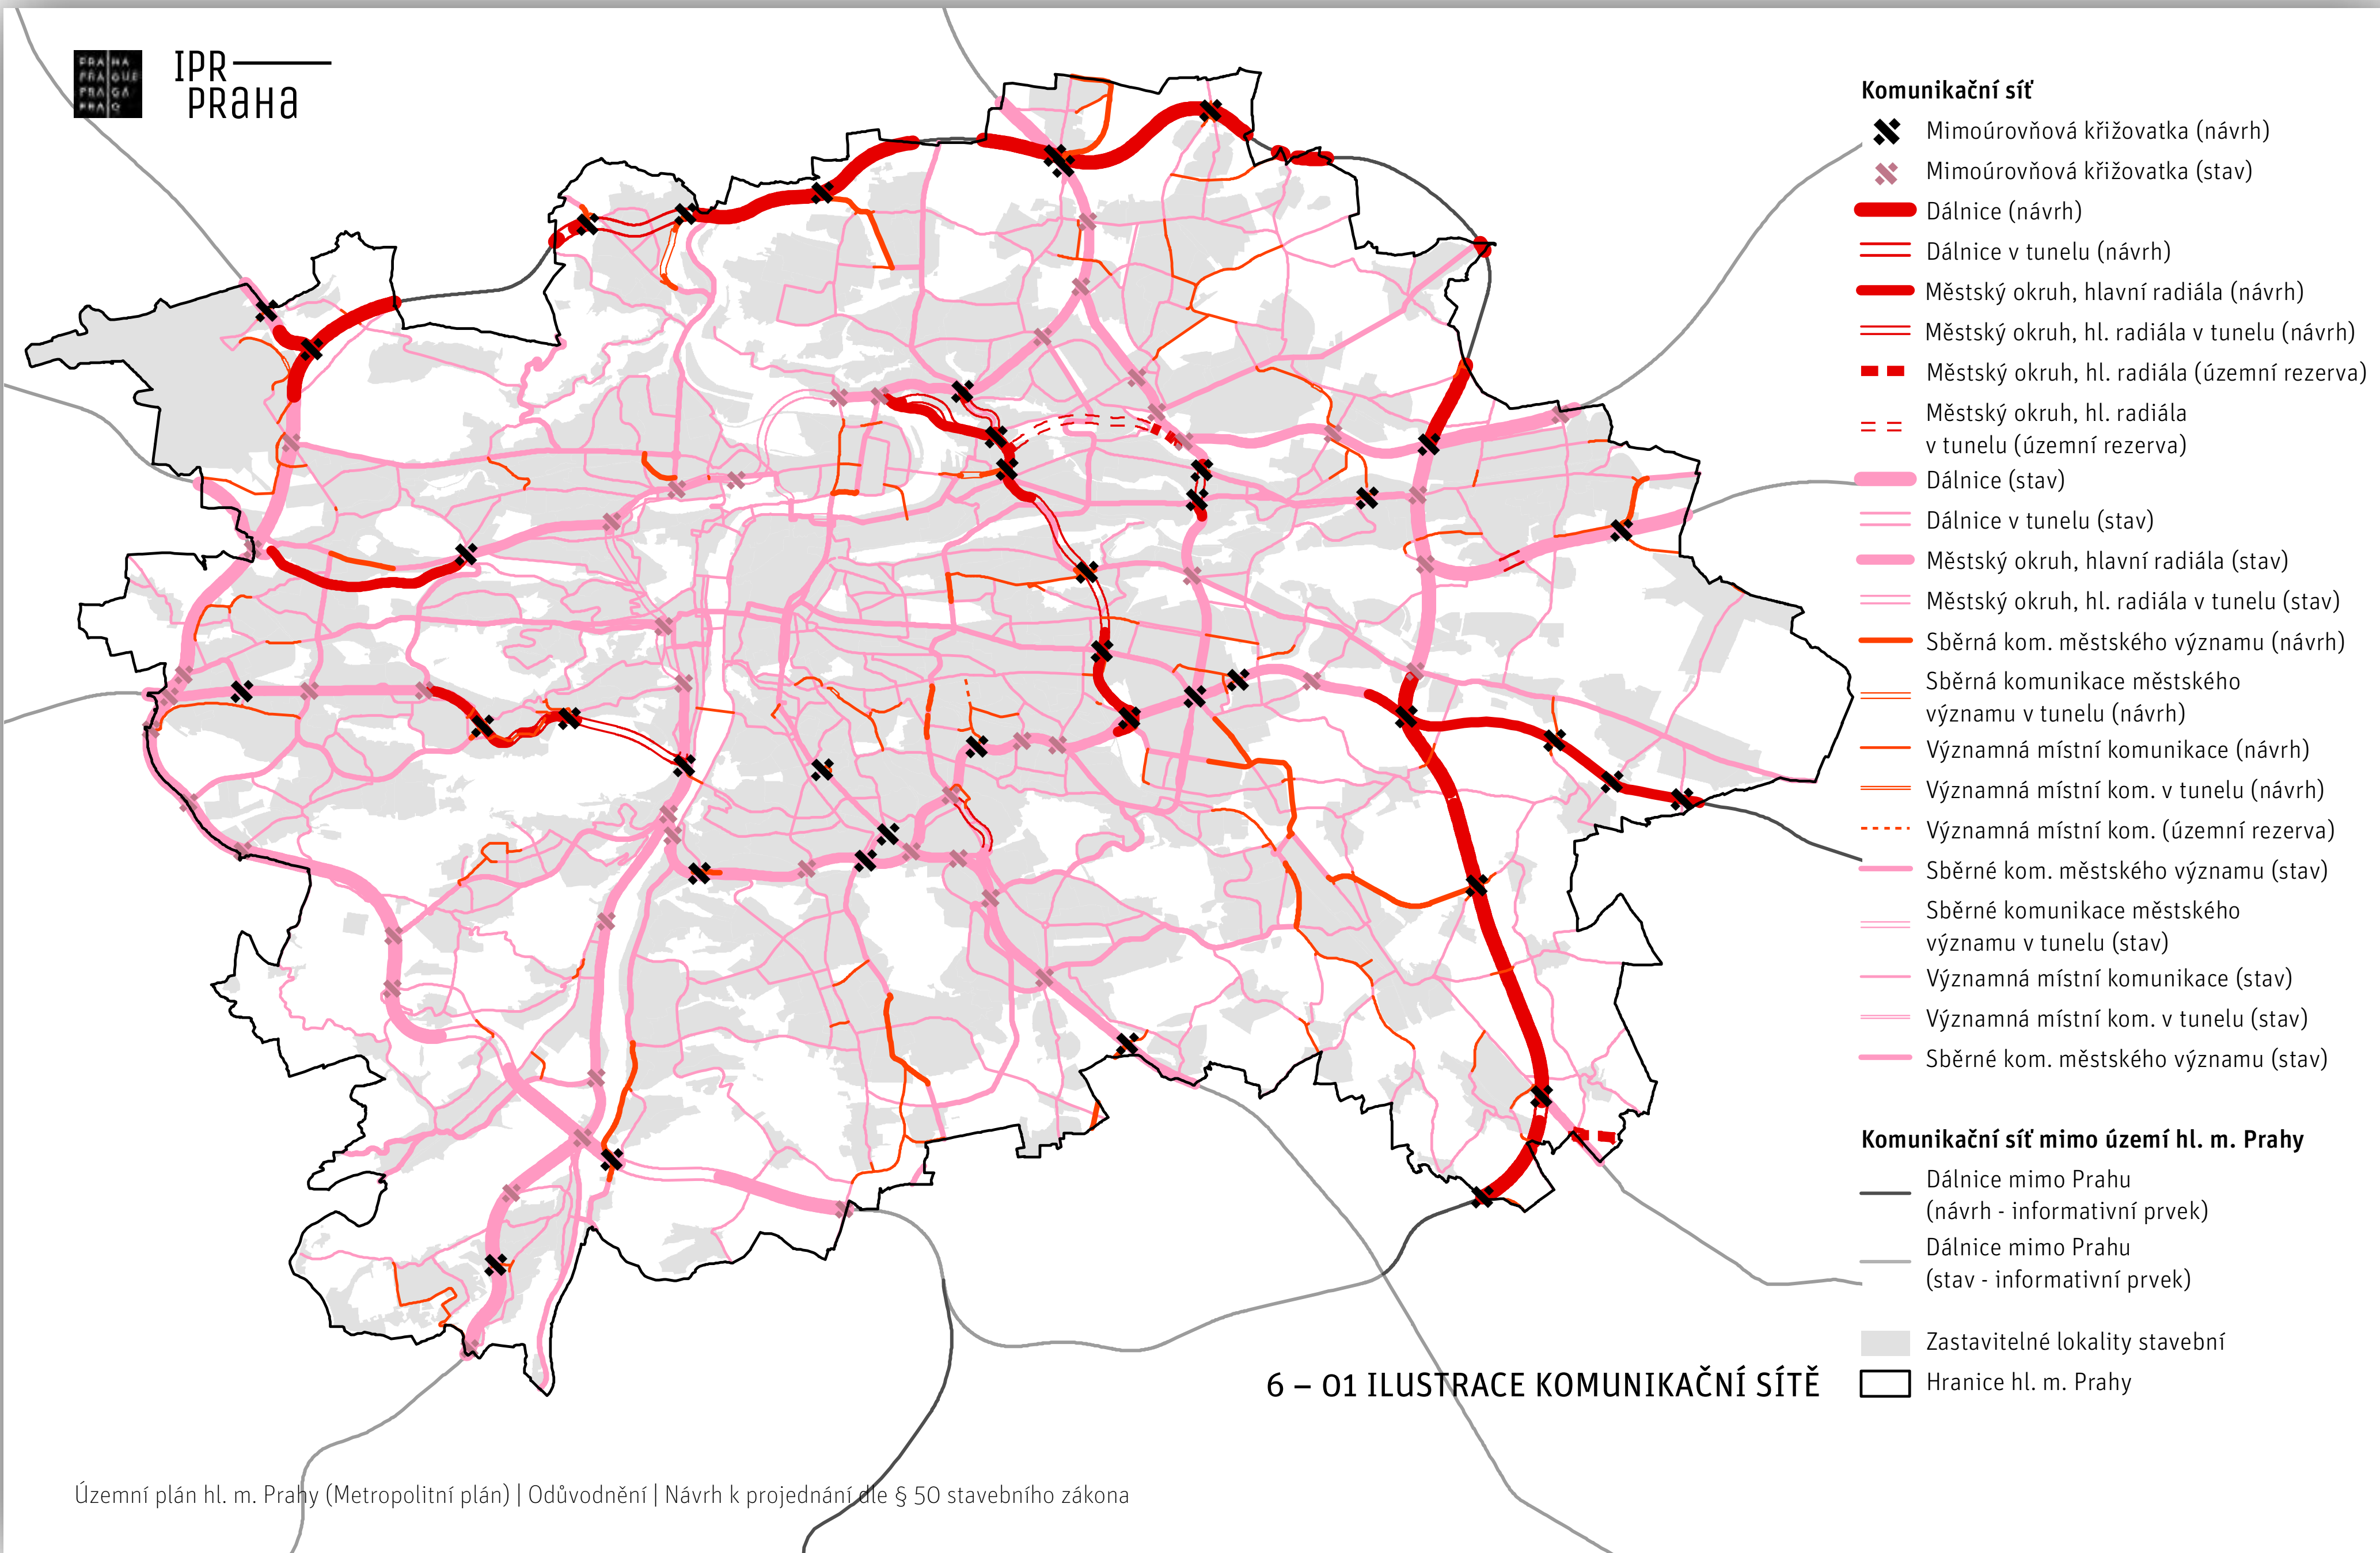 PRAHA
PRAGUE
PRAGA
PRAG
IPR
PRAHA
Komunikační síť
Mimoúrovňová křižovatka (návrh)
Mimoúrovňová křižovatka (stav)
Dálnice (návrh)
Dálnice v tunelu (návrh)
Městský okruh, hlavní radiála (návrh)
Městský okruh, hl. radiála v tunelu (návrh)
Městský okruh, hl. radiála (územní rezerva)
Městský okruh, hl. radiála
v tunelu (územní rezerva)
Dálnice (stav)
Dálnice v tunelu (stav)
Městský okruh, hlavní radiála (stav)
Městský okruh, hl. radiála v tunelu (stav)
Sběrná kom. městského významu (návrh)
Sběrná komunikace městského
významu v tunelu (návrh)
Významná místní komunikace (návrh)
Významná místní kom. v tunelu (návrh)
Významná místní kom. (územní rezerva)
Sběrné kom. městského významu (stav)
Sběrné komunikace městského
významu v tunelu (stav)
Významná místní komunikace (stav)
Významná místní kom. v tunelu (stav)
Sběrné kom. městského významu (stav)
Komunikační síť mimo území hl. m. Prahy
Dálnice mimo Prahu
(návrh - informativní prvek)
Dálnice mimo Prahu
(stav - informativní prvek)
Zastavitelné lokality stavební
Hranice hl. m. Prahy
6 – 01 ILUSTRACE KOMUNIKAČNÍ SÍTĚ
Územní plán hl. m. Prahy (Metropolitní plán) | Odůvodnění | Návrh k projednání dle § 50 stavebního zákona